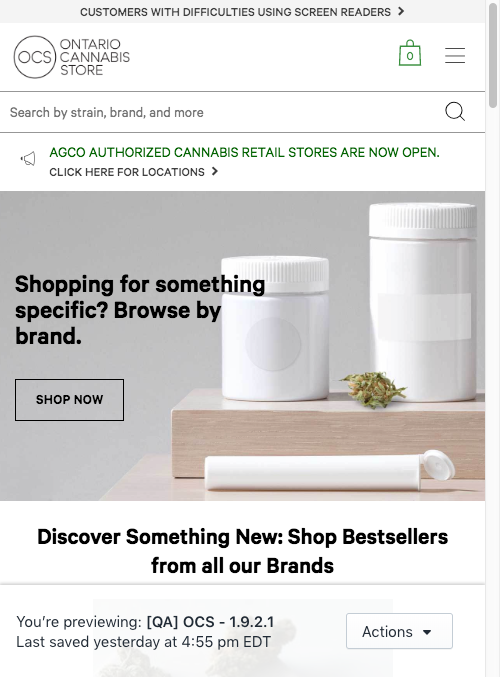 CUSTOMERS WITH DIFFICULTIES USING SCREEN READERS
OCS
ONTARIO
CANNABIS
STORE
0
Search by strain, brand, and more
AGCO AUTHORIZED CANNABIS RETAIL STORES ARE NOW OPEN.
CLICK HERE FOR LOCATIONS
Shopping for something
specific? Browse by
brand.
SHOP NOW
Discover Something New: Shop Bestsellers
from all our Brands
You're previewing: [QA] OCS - 1.9.2.1
Last saved yesterday at 4:55 pm EDT
Actions